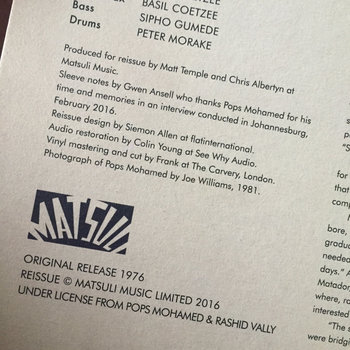 BASIL COETZEE
Bass SIPHO GUMEDE
Drums PETER MORAKE
Produced for reissue by Matt Temple and Chris Albertyn at
Matsuli Music.
Sleeve notes by Gwen Ansell who thanks Pops Mohamed for his
time and memories in an interview conducted in Johannesburg,
February 2016.
Reissue design by Siemon Allen at flatinternational.
Audio restoration by Colin Young at See Why Audio.
Vinyl mastering and cut by Frank at The Carvery, London.
Photograph of Pops Mohamed by Joe Williams, 1981.
MATSULI
ORIGINAL RELEASE 1976
REISSUE © MATSULI MUSIC LIMITED 2016
UNDER LICENSE FROM POPS MOHAMED & RASHID VALLY
for
that
comp
bore,
gradu
needed
days." A
Matador
where, ro
interested
"The s
were bridgi